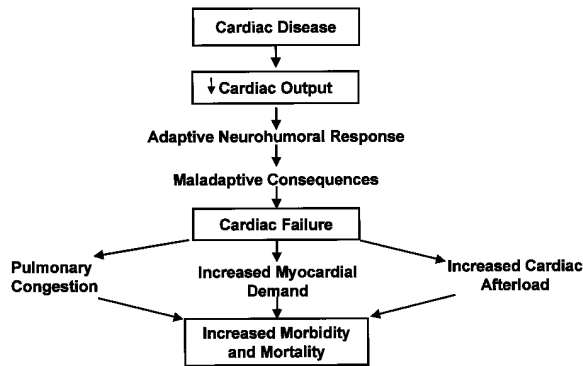 Cardiac Disease
↓ Cardiac Output
Adaptive Neurohumoral Response
Maladaptive Consequences
Cardiac Failure
Pulmonary
Congestion
Increased Myocardial
Demand
Increased Cardiac
Afterload
Increased Morbidity
and Mortality